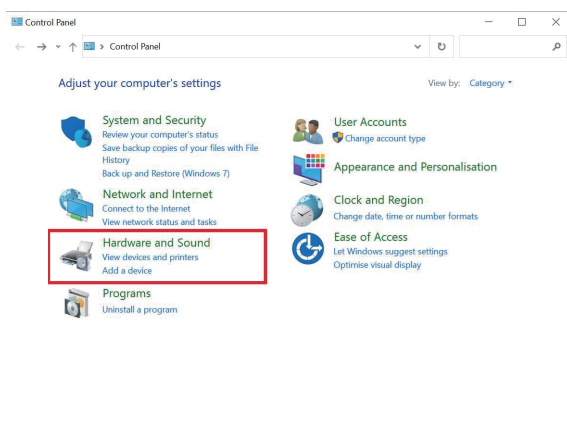 Control Panel
Control Panel
Adjust your computer's settings
View by: Category
System and Security
Review your computer's status
Save backup copies of your files with File
History
Back up and Restore (Windows 7)
Network and Internet
Connect to the Internet
View network status and tasks
Hardware and Sound
View devices and printers
Add a device
Programs
Uninstall a program
User Accounts
Change account type
Appearance and Personalisation
Clock and Region
Change date, time or number formats
Ease of Access
Let Windows suggest settings
Optimise visual display